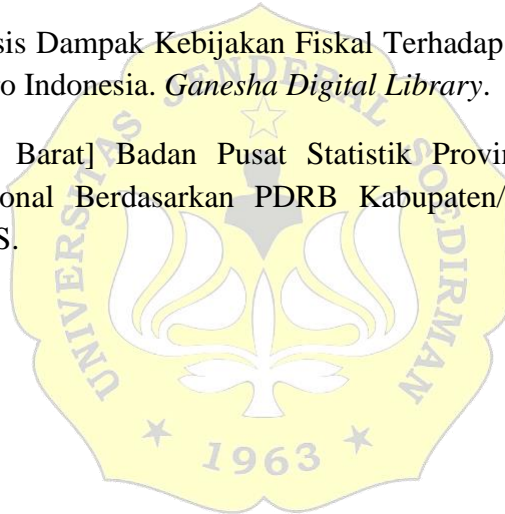 sis Dampak Kebijakan Fiskal Terhadap
ro Indonesia. Ganesha Digital Library.
Barat] Badan Pusat Statistik Provin
onal Berdasarkan PDRB Kabupaten/
S.
UNIVERSITAS JENDERAL SOEDIRMAN
1963